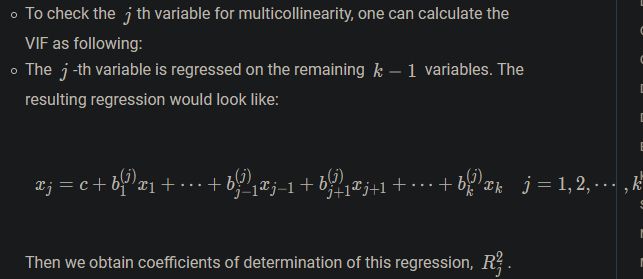 To check the j th variable for multicollinearity, one can calculate the
VIF as following:
The j-th variable is regressed on the remaining k − 1 variables. The
resulting regression would look like:
x_j = c + b_1^{(j)} x_1 + ⋯ + b_{j−1}^{(j)} x_{j−1} + b_{j+1}^{(j)} x_{j+1} + ⋯ + b_k^{(j)} x_k   j = 1, 2, ⋯ , k
Then we obtain coefficients of determination of this regression, R_j^2 .